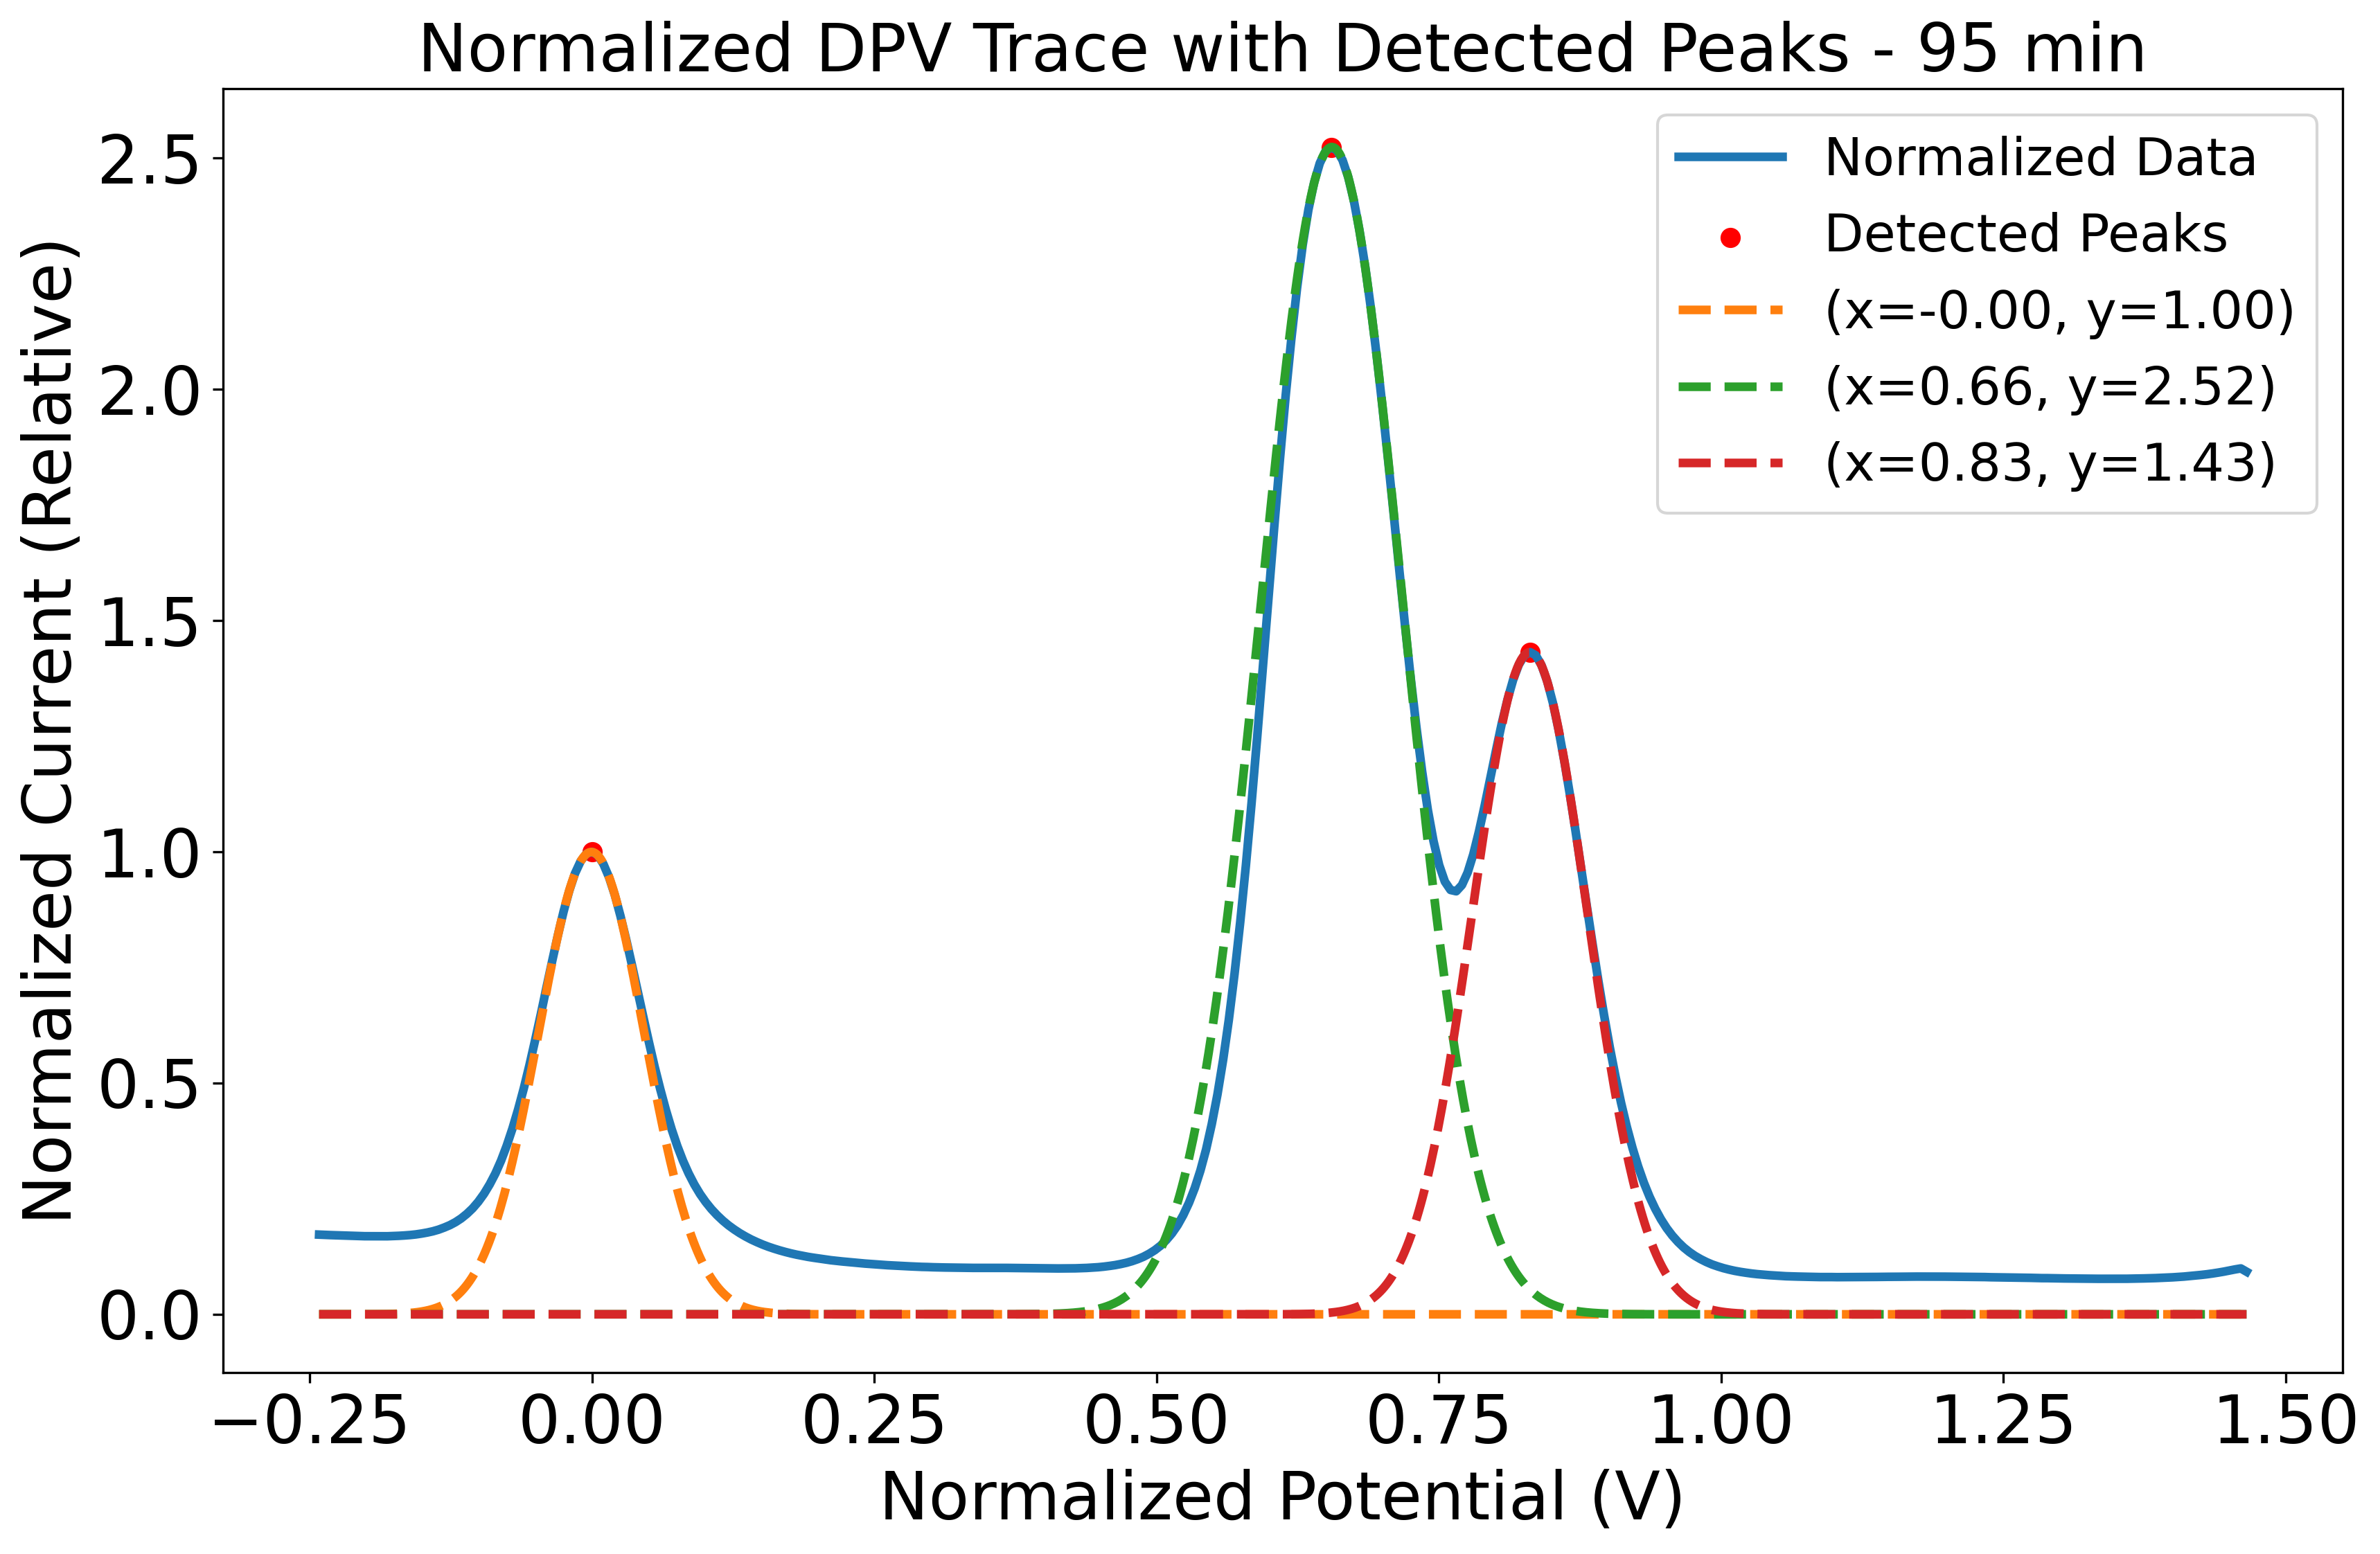 Normalized DPV Trace with Detected Peaks - 95 min
Normalized Current (Relative)
2.5
2.0
1.5
1.0
0.5
0.0
Normalized Data
Detected Peaks
(x=-0.00, y=1.00)
(x=0.66, y=2.52)
(x=0.83, y=1.43)
−0.25 0.00 0.25 0.50 0.75 1.00 1.25 1.50
Normalized Potential (V)